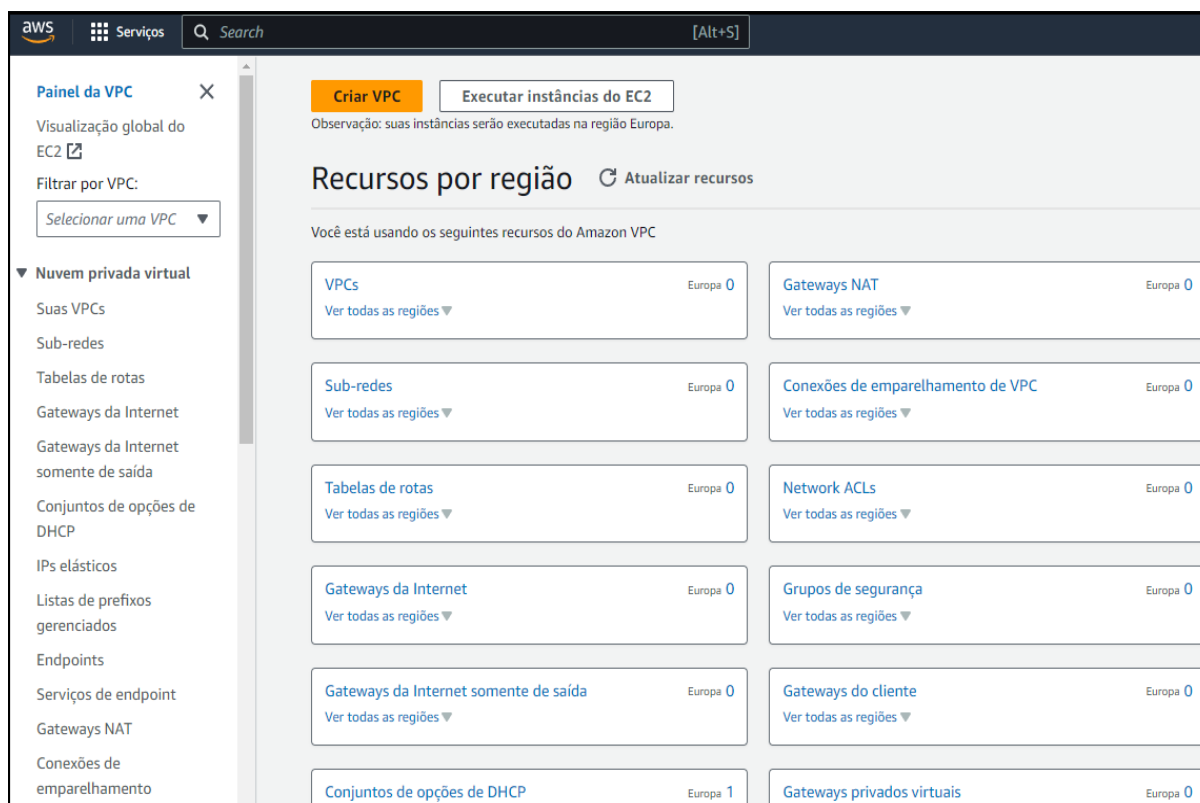 aws
Serviços
Search
[Alt+S]
Painel da VPC
Visualização global do
EC2
Filtrar por VPC:
Selecionar uma VPC
Nuvem privada virtual
Suas VPCs
Sub-redes
Tabelas de rotas
Gateways da Internet
Gateways da Internet
somente de saída
Conjuntos de opções de
DHCP
IPs elásticos
Listas de prefixos
gerenciados
Endpoints
Serviços de endpoint
Gateways NAT
Conexões de
emparelhamento
Criar VPC
Executar instâncias do EC2
Observação: suas instâncias serão executadas na região Europa.
Recursos por região
Atualizar recursos
Você está usando os seguintes recursos do Amazon VPC
VPCs Europa 0
Ver todas as regiões
Gateways NAT Europa 0
Ver todas as regiões
Sub-redes Europa 0
Ver todas as regiões
Conexões de emparelhamento de VPC Europa 0
Ver todas as regiões
Tabelas de rotas Europa 0
Ver todas as regiões
Network ACLs Europa 0
Ver todas as regiões
Gateways da Internet Europa 0
Ver todas as regiões
Grupos de segurança Europa 0
Ver todas as regiões
Gateways da Internet somente de saída Europa 0
Ver todas as regiões
Gateways do cliente Europa 0
Ver todas as regiões
Conjuntos de opções de DHCP Europa 1
Gateways privados virtuais Europa 0